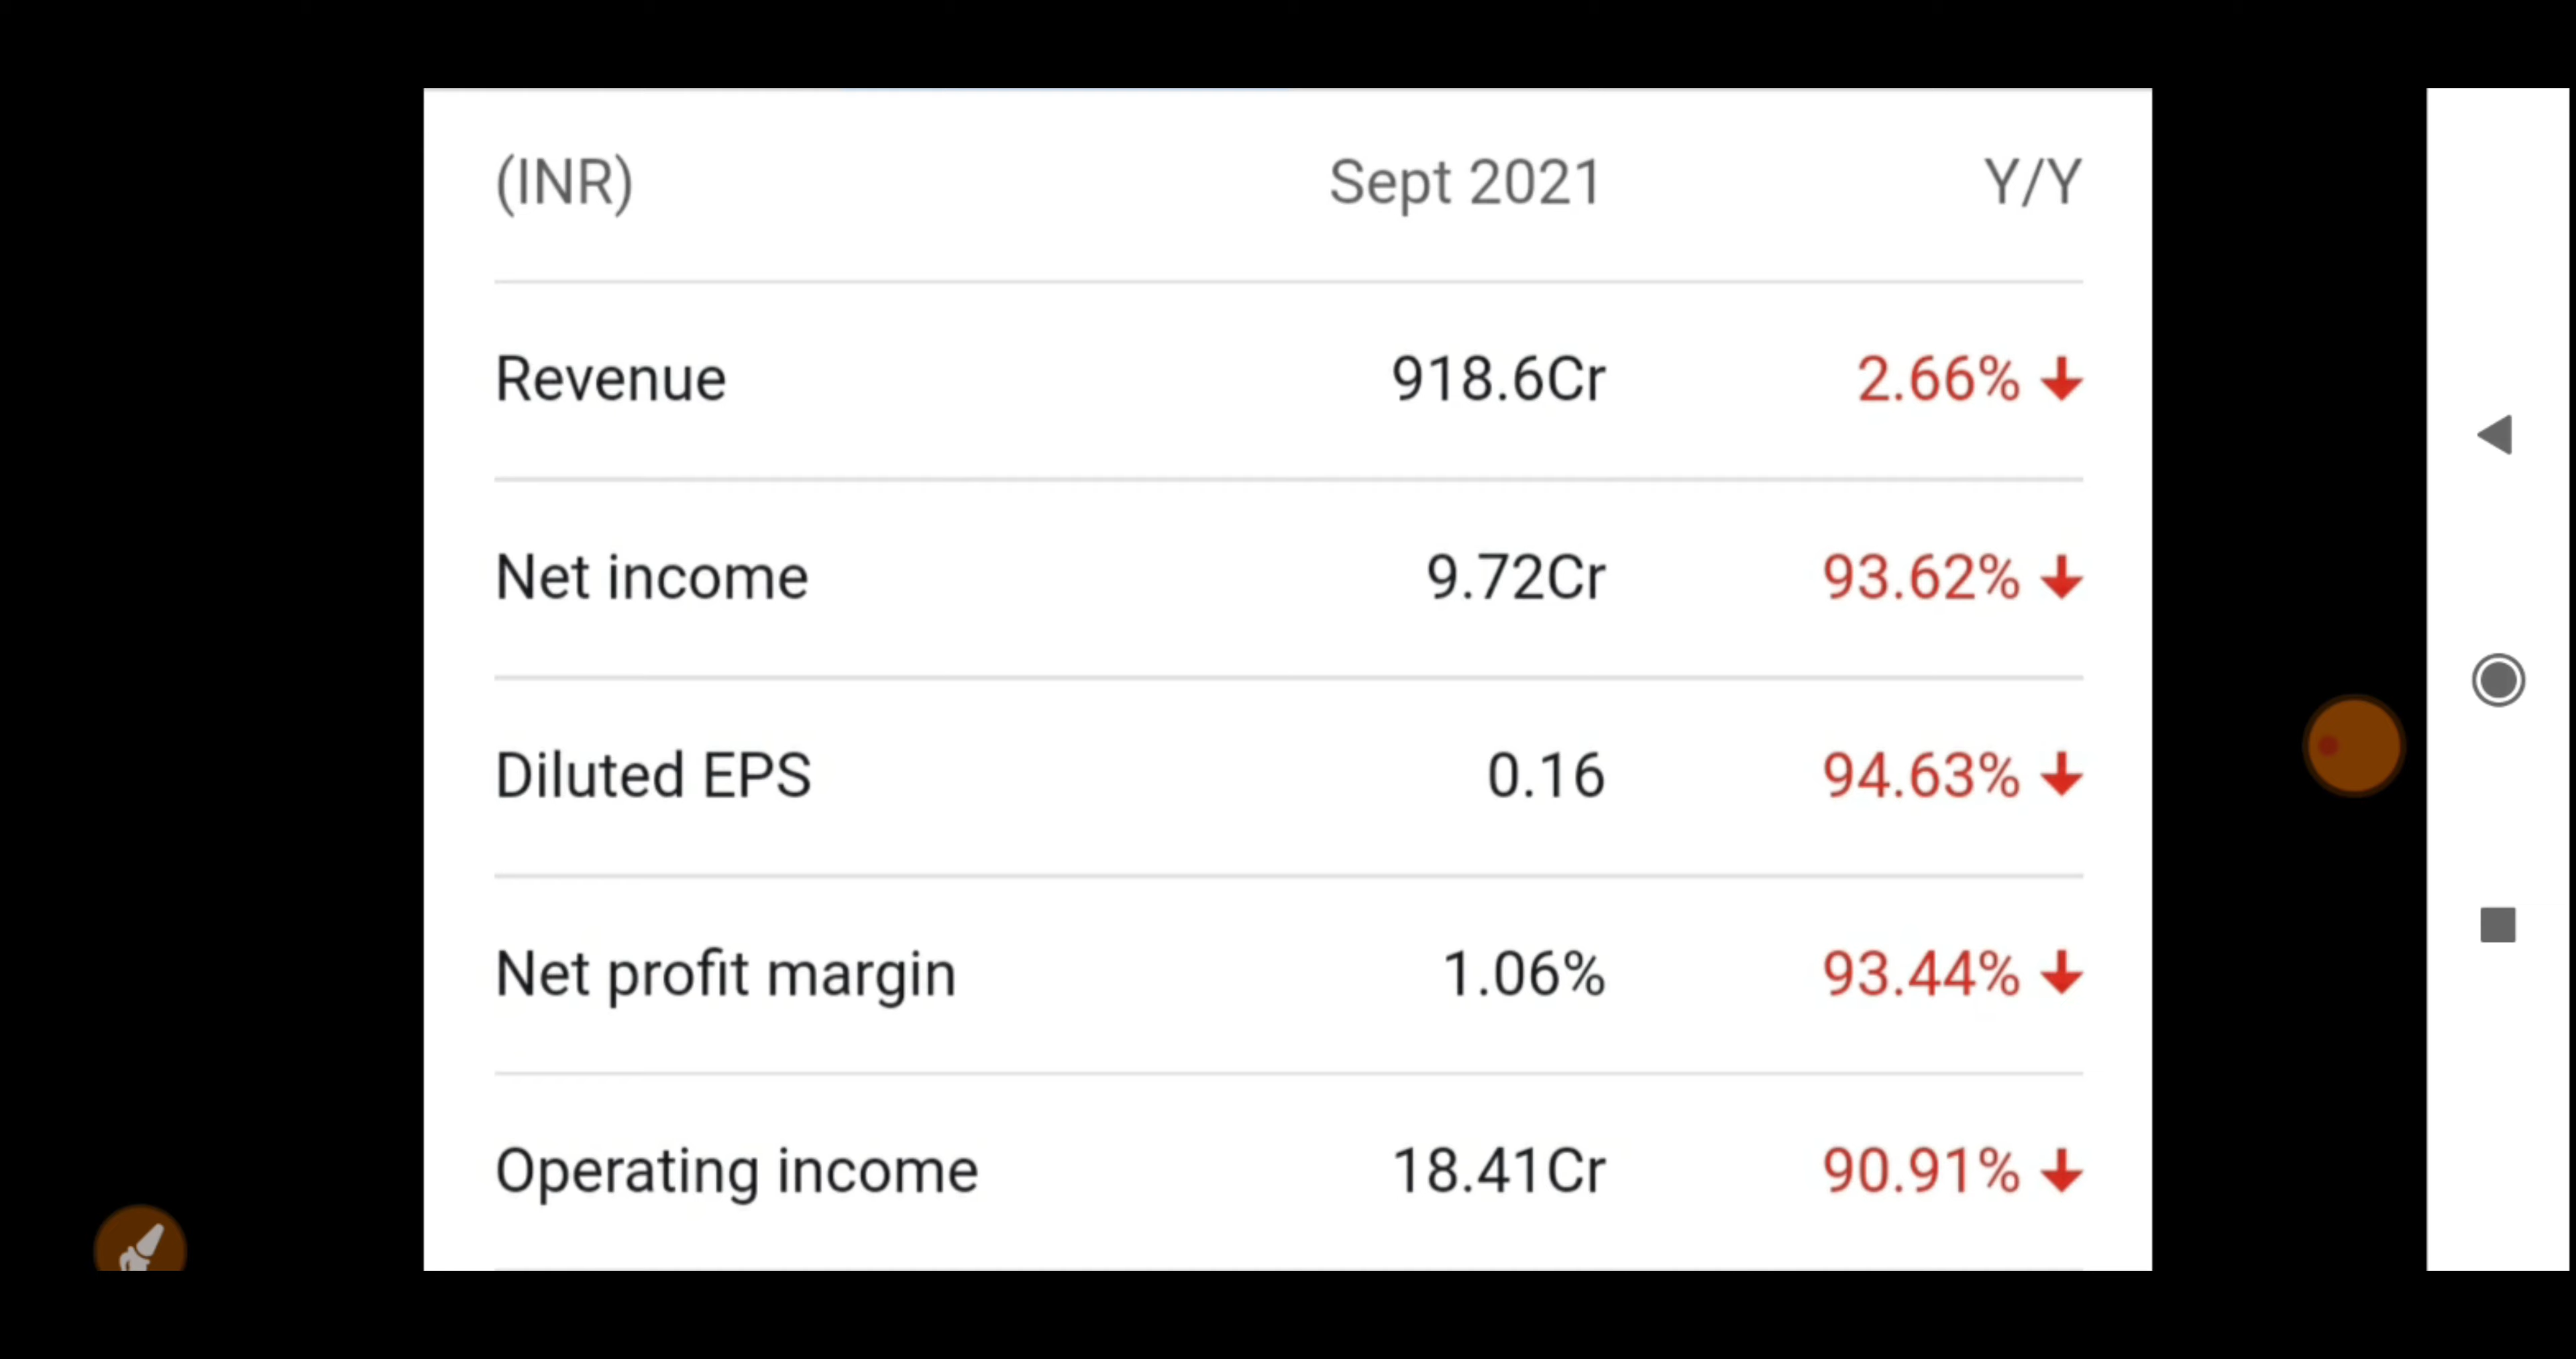 (INR) Sept 2021 Y/Y
Revenue 918.6Cr 2.66%
Net income 9.72Cr 93.62%
Diluted EPS 0.16 94.63%
Net profit margin 1.06% 93.44%
Operating income 18.41Cr 90.91%